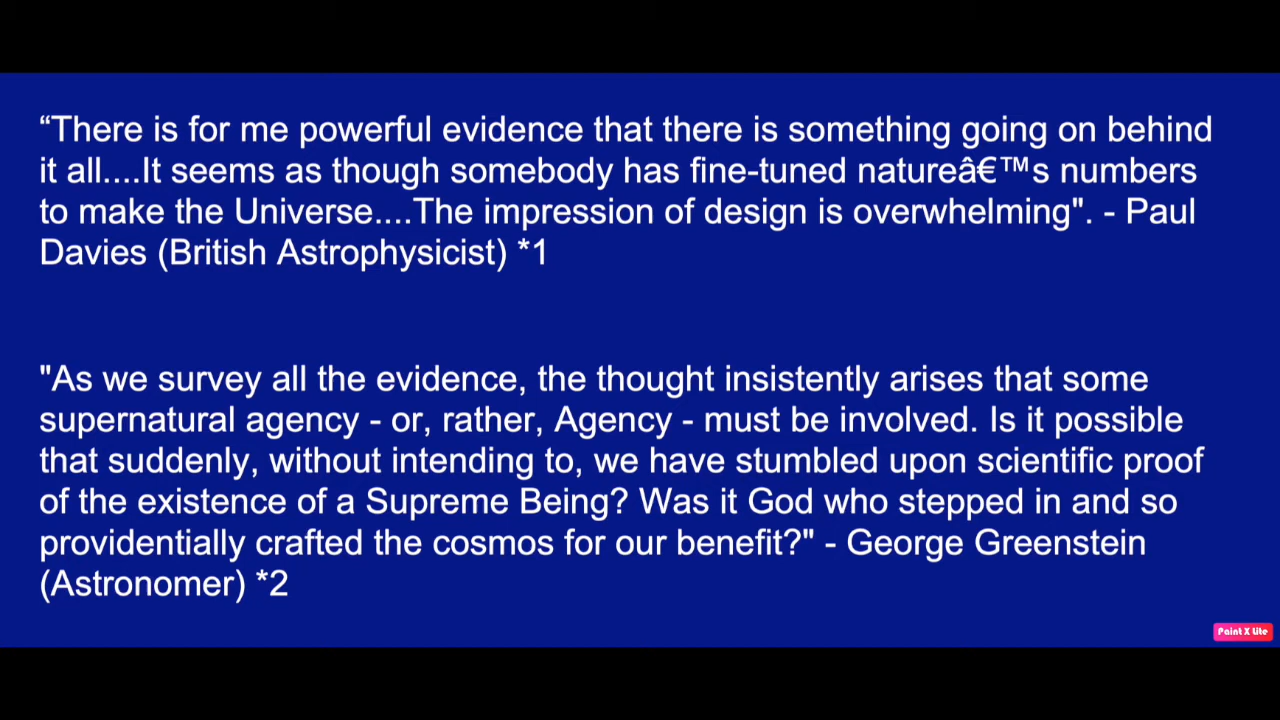 “There is for me powerful evidence that there is something going on behind
it all....It seems as though somebody has fine-tuned natureâ€™s numbers
to make the Universe....The impression of design is overwhelming". - Paul
Davies (British Astrophysicist) *1
"As we survey all the evidence, the thought insistently arises that some
supernatural agency - or, rather, Agency - must be involved. Is it possible
that suddenly, without intending to, we have stumbled upon scientific proof
of the existence of a Supreme Being? Was it God who stepped in and so
providentially crafted the cosmos for our benefit?" - George Greenstein
(Astronomer) *2
Paint X Lite